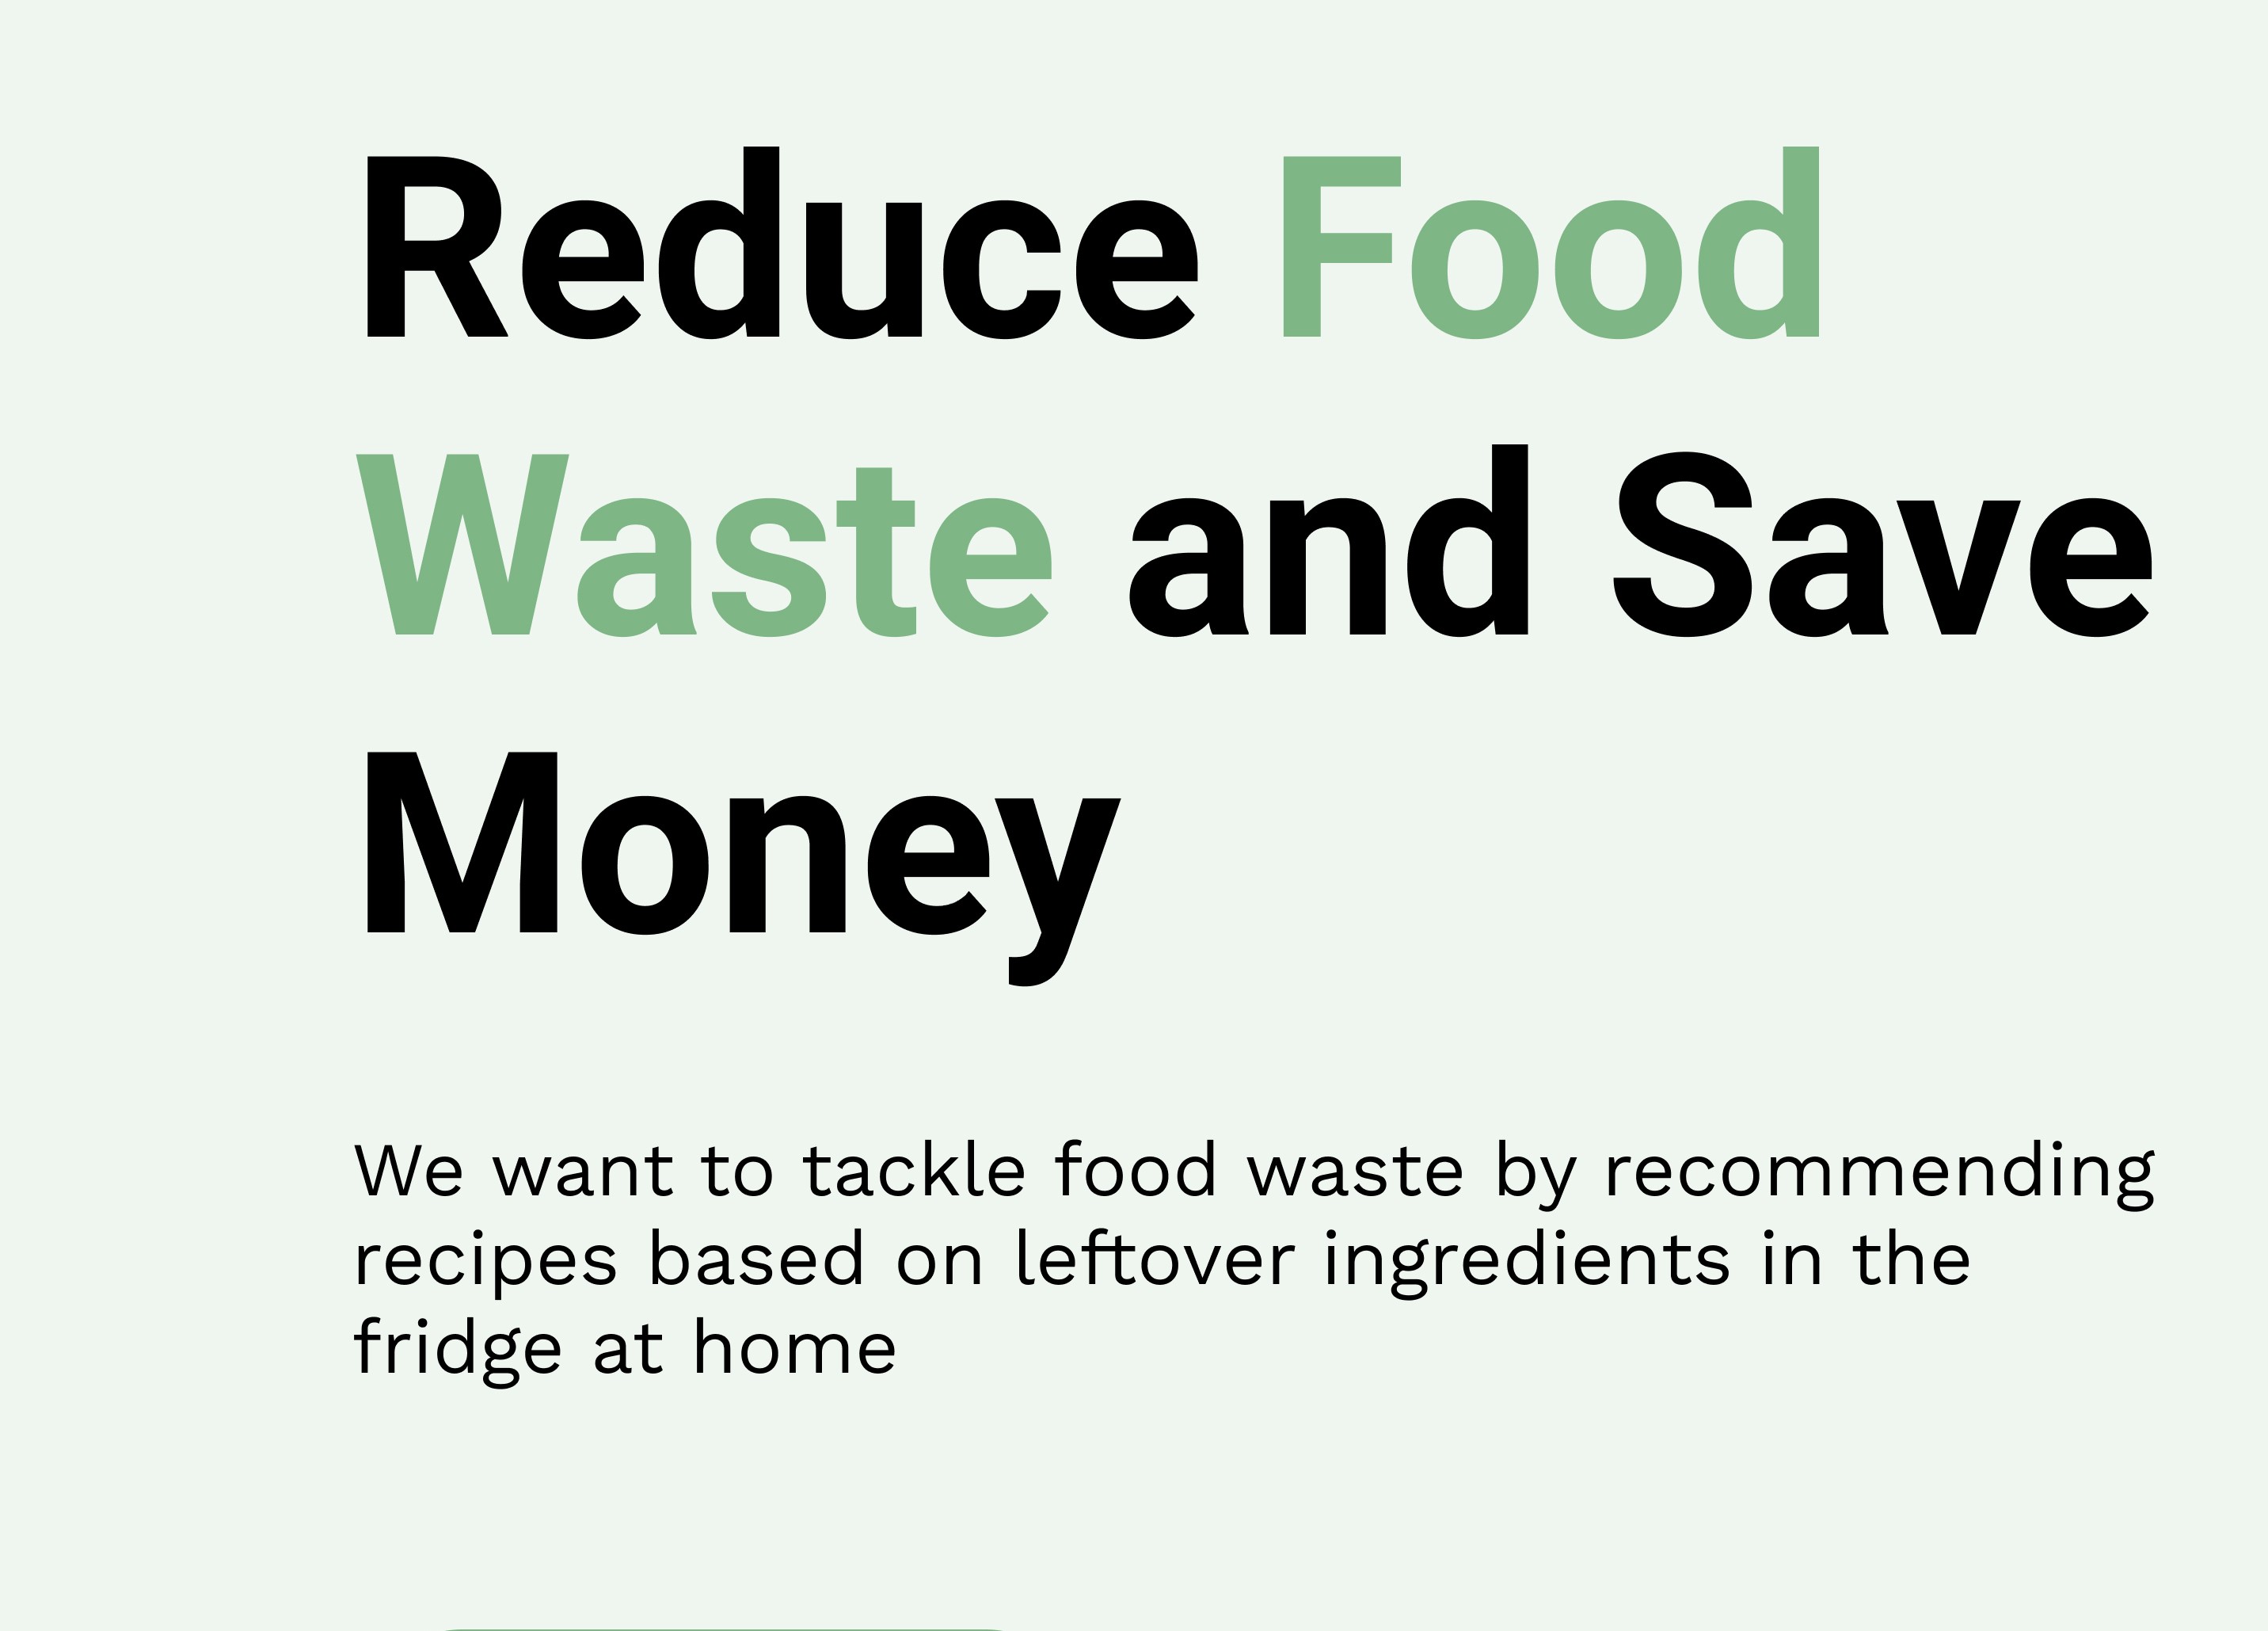 Reduce Food
Waste and Save
Money
We want to tackle food waste by recommending
recipes based on leftover ingredients in the
fridge at home